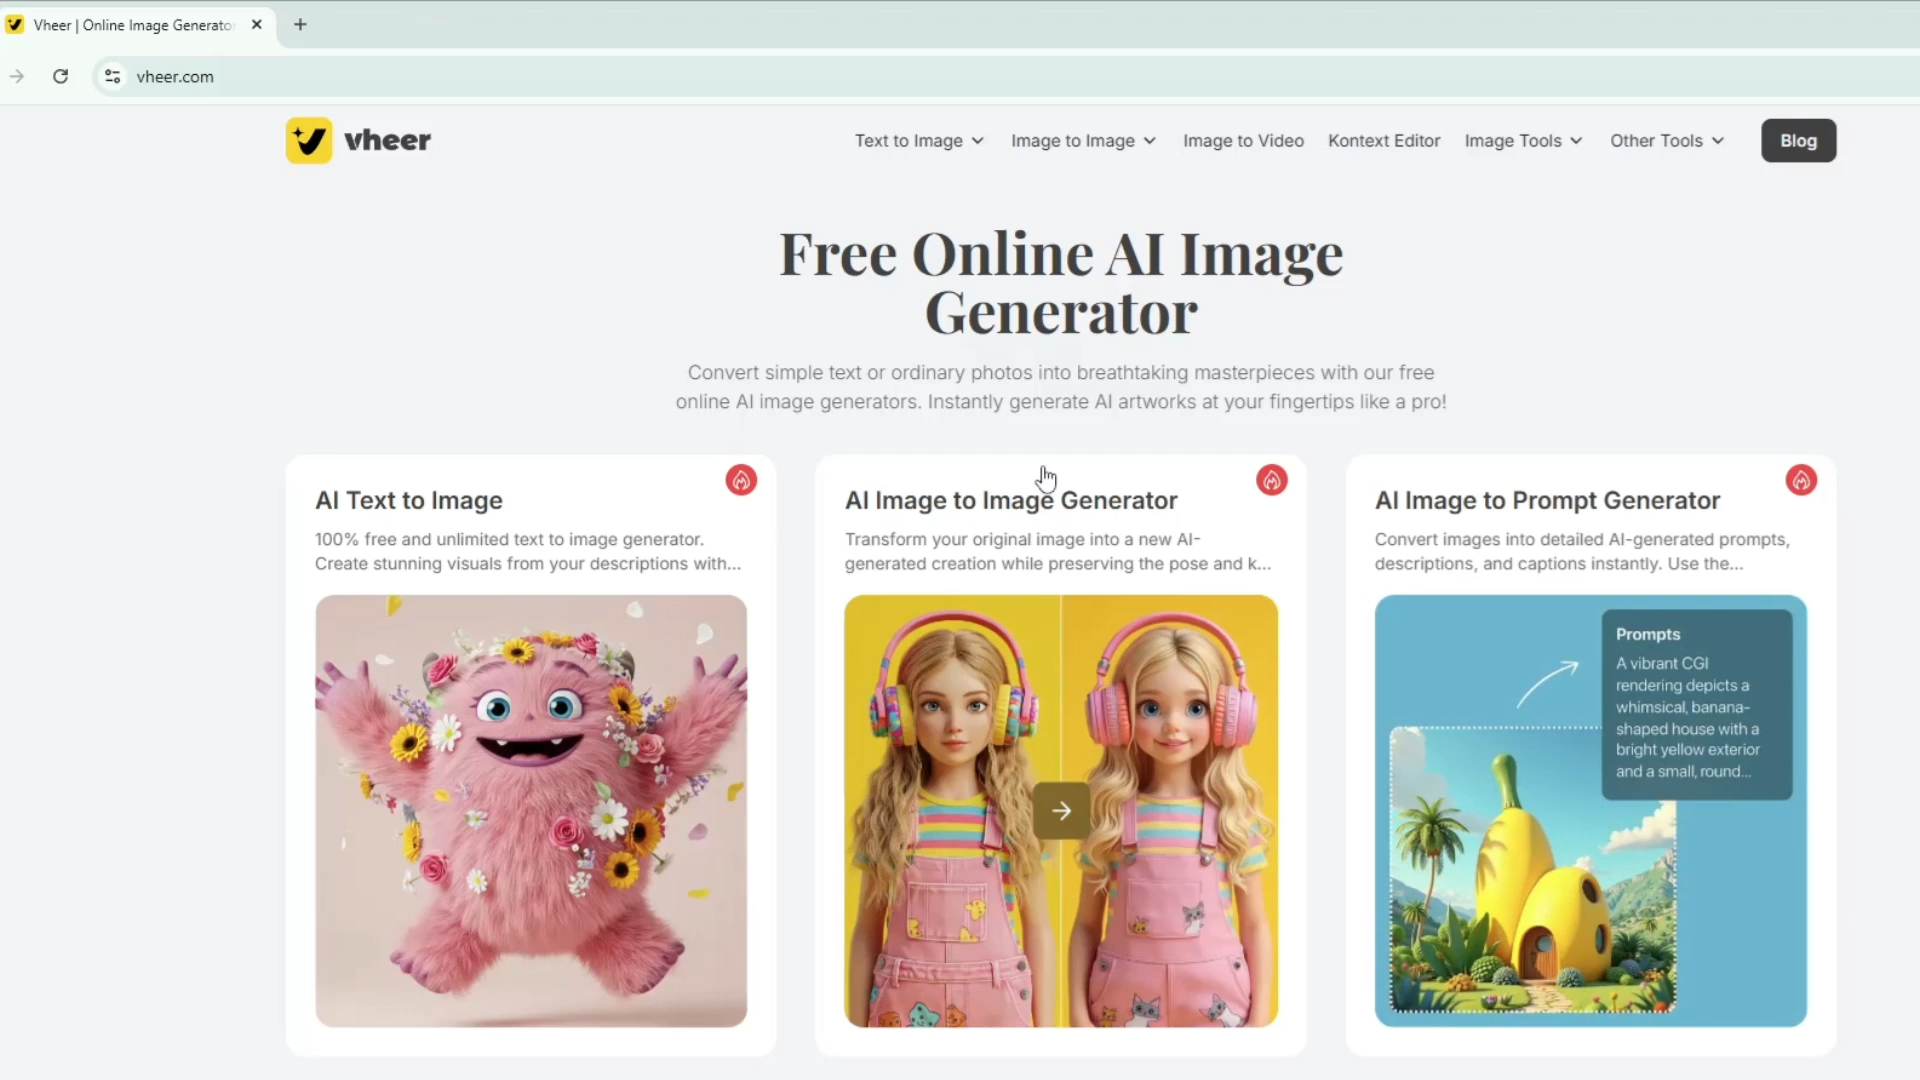 Vheer | Online Image Generato
vheer.com
vheer
Text to Image
Image to Image
Image to Video
Kontext Editor
Image Tools
Other Tools
Blog
Free Online AI Image
Generator
Convert simple text or ordinary photos into breathtaking masterpieces with our free
online AI image generators. Instantly generate AI artworks at your fingertips like a pro!
AI Text to Image
100% free and unlimited text to image generator.
Create stunning visuals from your descriptions with...
AI Image to Image Generator
Transform your original image into a new AI-
generated creation while preserving the pose and k...
AI Image to Prompt Generator
Convert images into detailed AI-generated prompts,
descriptions, and captions instantly. Use the...
Prompts
A vibrant CGI
rendering depicts a
whimsical, banana-
shaped house with a
bright yellow exterior
and a small, round...